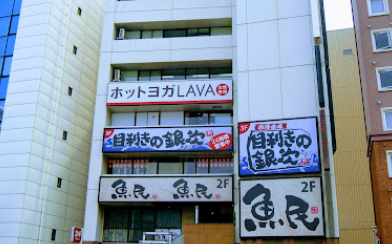 ホットヨガLAVA
3F
目利きの銀次
3F
目利きの
銀次
魚民 魚民 2F
2F
魚民